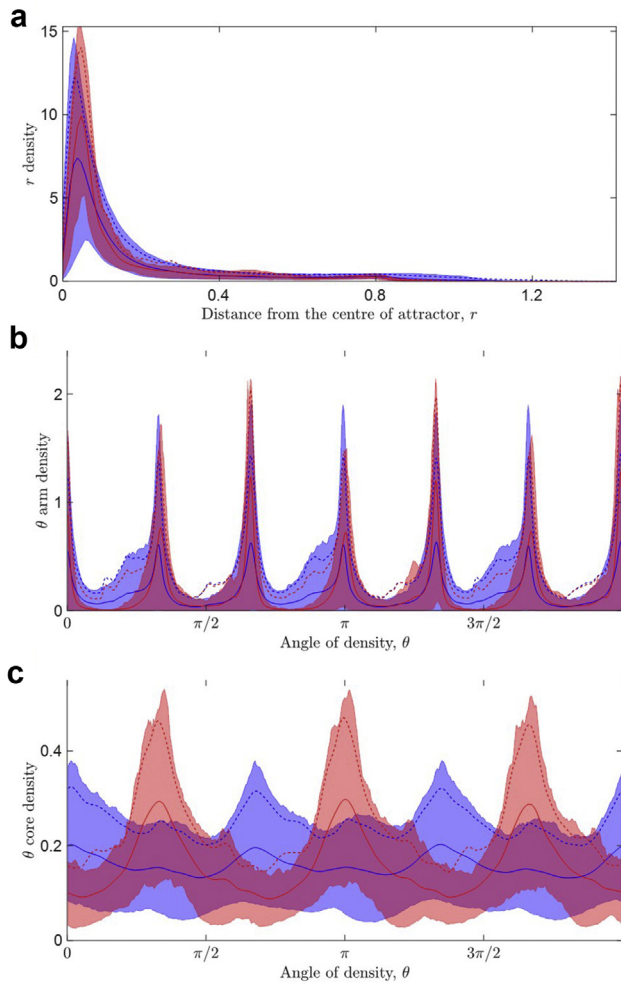 a
15
10
5
0
r density
0 0.4 0.8 1.2
Distance from the centre of attractor, r
b
2
1
0
θ arm density
0 π/2 π 3π/2
Angle of density, θ
c
0.4
0.2
0
θ core density
0 π/2 π 3π/2
Angle of density, θ